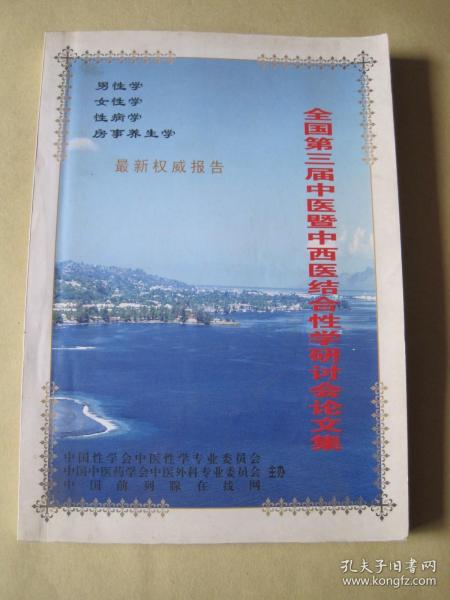 男性学
女性学
性病学
房事养生学
最新权威报告
全国第三届中医暨中西医结合性学研讨会论文集
中国性学会中医性学专业委员会
中国中医药学会中医外科专业委员会 主办
中国前列腺在线网
孔夫子旧书网
www.kongfz.com